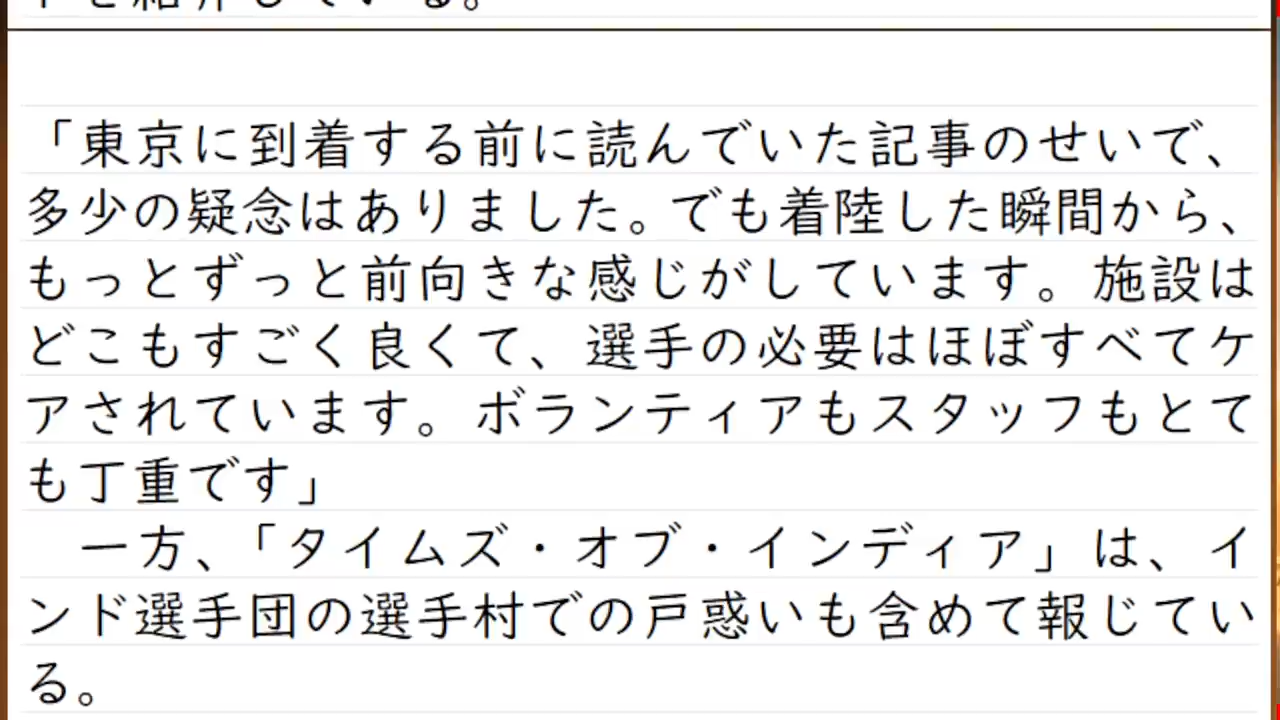 を紹介している。
「東京に到着する前に読んでいた記事のせいで、
多少の疑念はありました。でも着陸した瞬間から、
もっとずっと前向きな感じがしています。施設は
どこもすごく良くて、選手の必要はほぼすべてケ
アされています。ボランティアもスタッフもとて
も丁重です」
一方、「タイムズ・オブ・インディア」は、イ
ンド選手団の選手村での戸惑いも含めて報じてい
る。